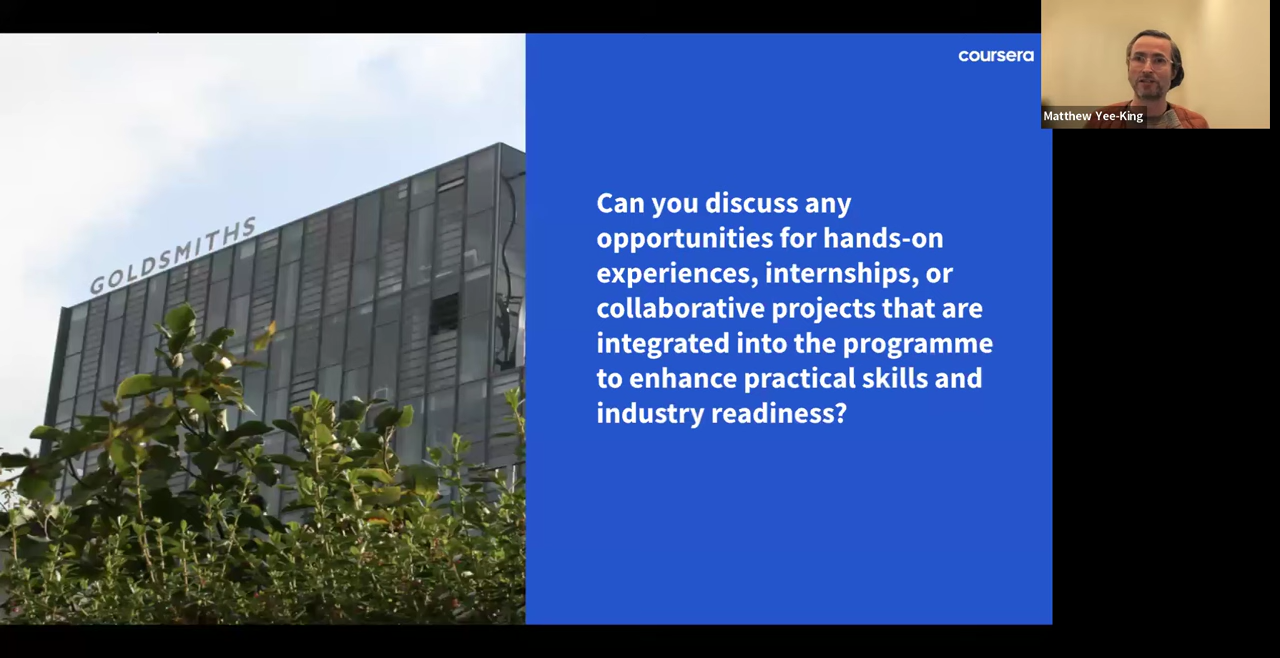 coursera
Matthew Yee-King
GOLDSMITHS
Can you discuss any
opportunities for hands-on
experiences, internships, or
collaborative projects that are
integrated into the programme
to enhance practical skills and
industry readiness?